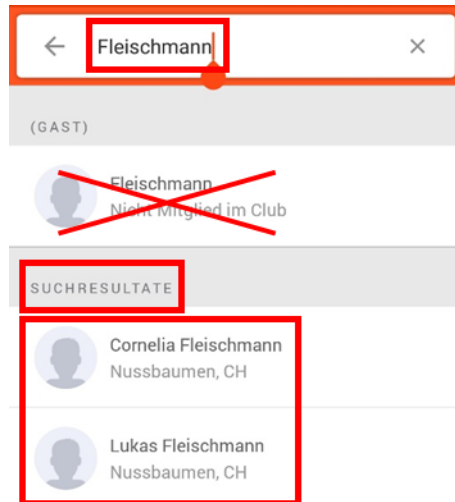 Fleischmann
(GAST)
Fleischmann
Nicht Mitglied im Club
SUCHRESULTATE
Cornelia Fleischmann
Nussbaumen, CH
Lukas Fleischmann
Nussbaumen, CH